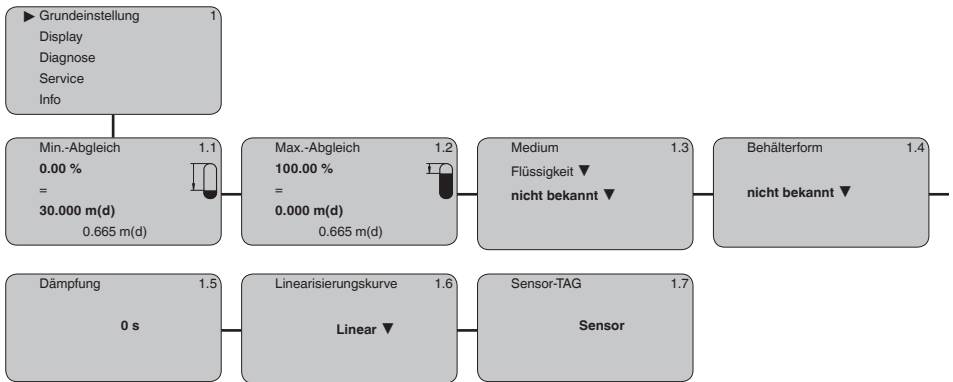 ▶ Grundeinstellung 1
Display
Diagnose
Service
Info
Min.-Abgleich 1.1
0.00 %
=
30.000 m(d)
0.665 m(d)
Max.-Abgleich 1.2
100.00 %
=
0.000 m(d)
0.665 m(d)
Medium 1.3
Flüssigkeit ▼
nicht bekannt ▼
Behälterform 1.4
nicht bekannt ▼
Dämpfung 1.5
0 s
Linearisierungskurve 1.6
Linear ▼
Sensor-TAG 1.7
Sensor